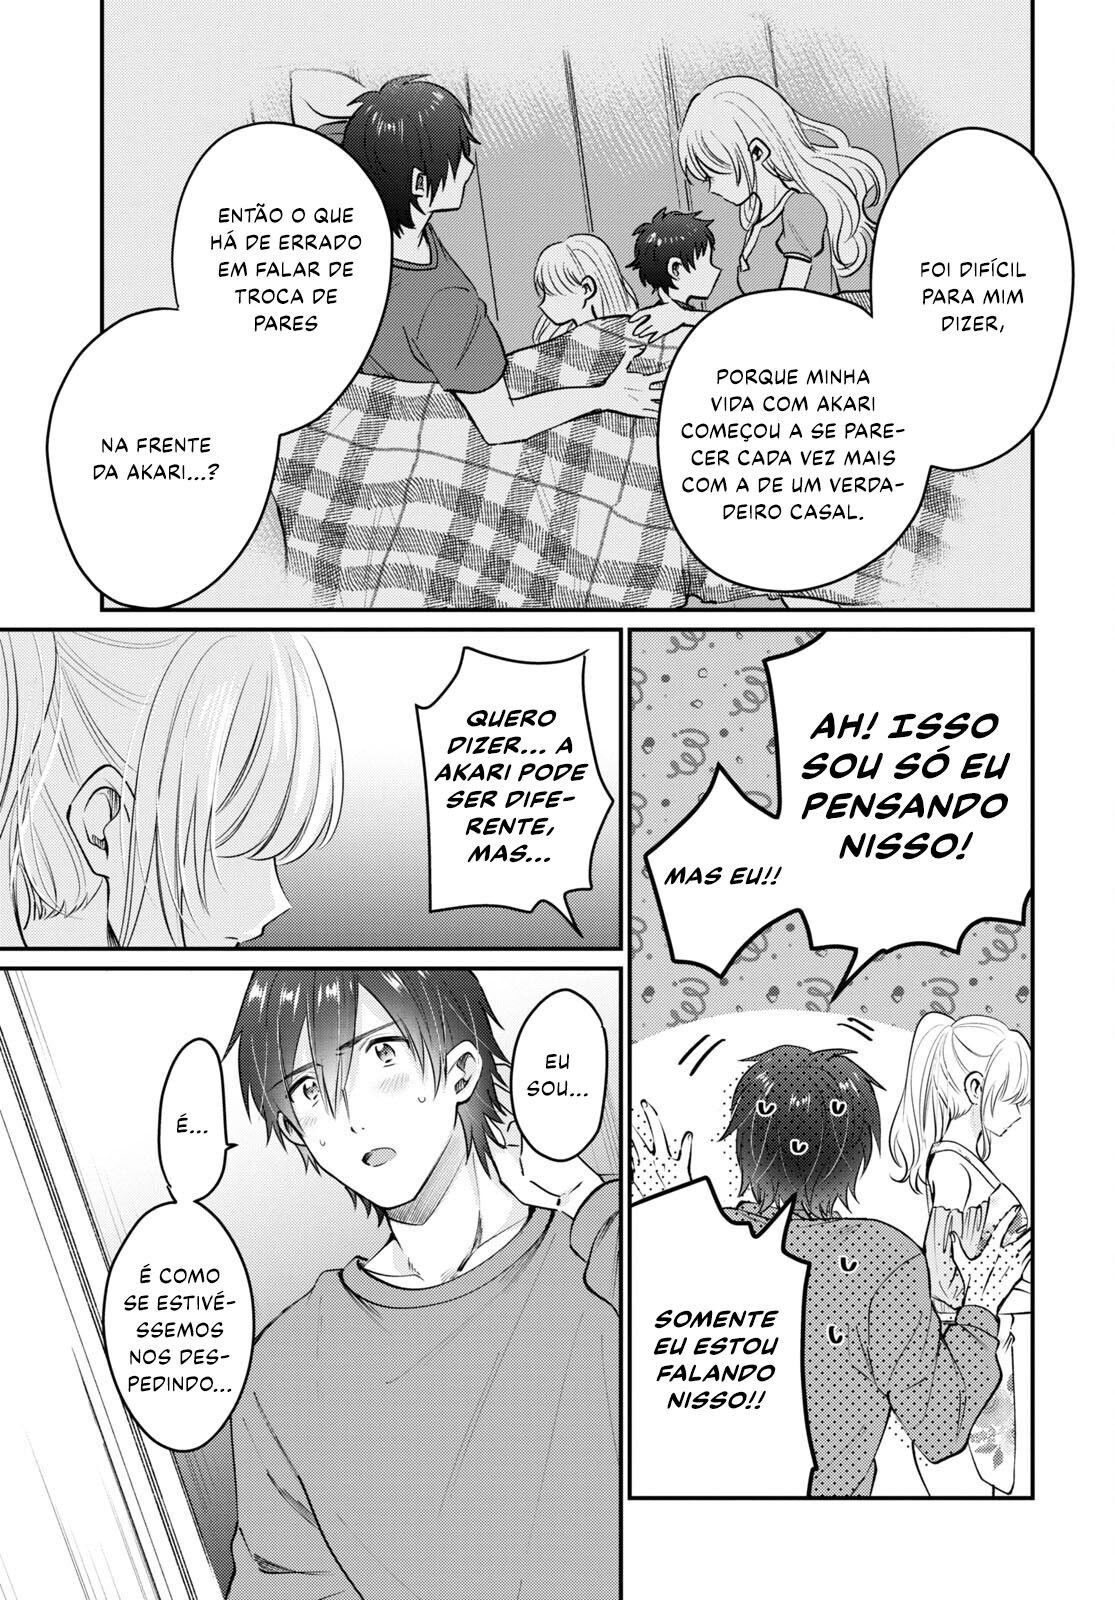 FOI DIFÍCIL
PARA MIM
DIZER,
PORQUE MINHA
VIDA COM AKARI
COMEÇOU A SE PARE-
CER CADA VEZ MAIS
COM A DE UM VERDA-
DEIRO CASAL.
ENTÃO O QUE
HÁ DE ERRADO
EM FALAR DE
TROCA DE
PARES
NA FRENTE
DA AKARI...?
AH! ISSO
SOU SÓ EU
PENSANDO
NISSO!
MAS EU!!
SOMENTE
EU ESTOU
FALANDO
NISSO!!
QUERO
DIZER... A
AKARI PODE
SER DIFE-
RENTE,
MAS...
EU
SOU...
É...
É COMO
SE ESTIVÉ-
SSEMOS
NOS DES-
PEDINDO...